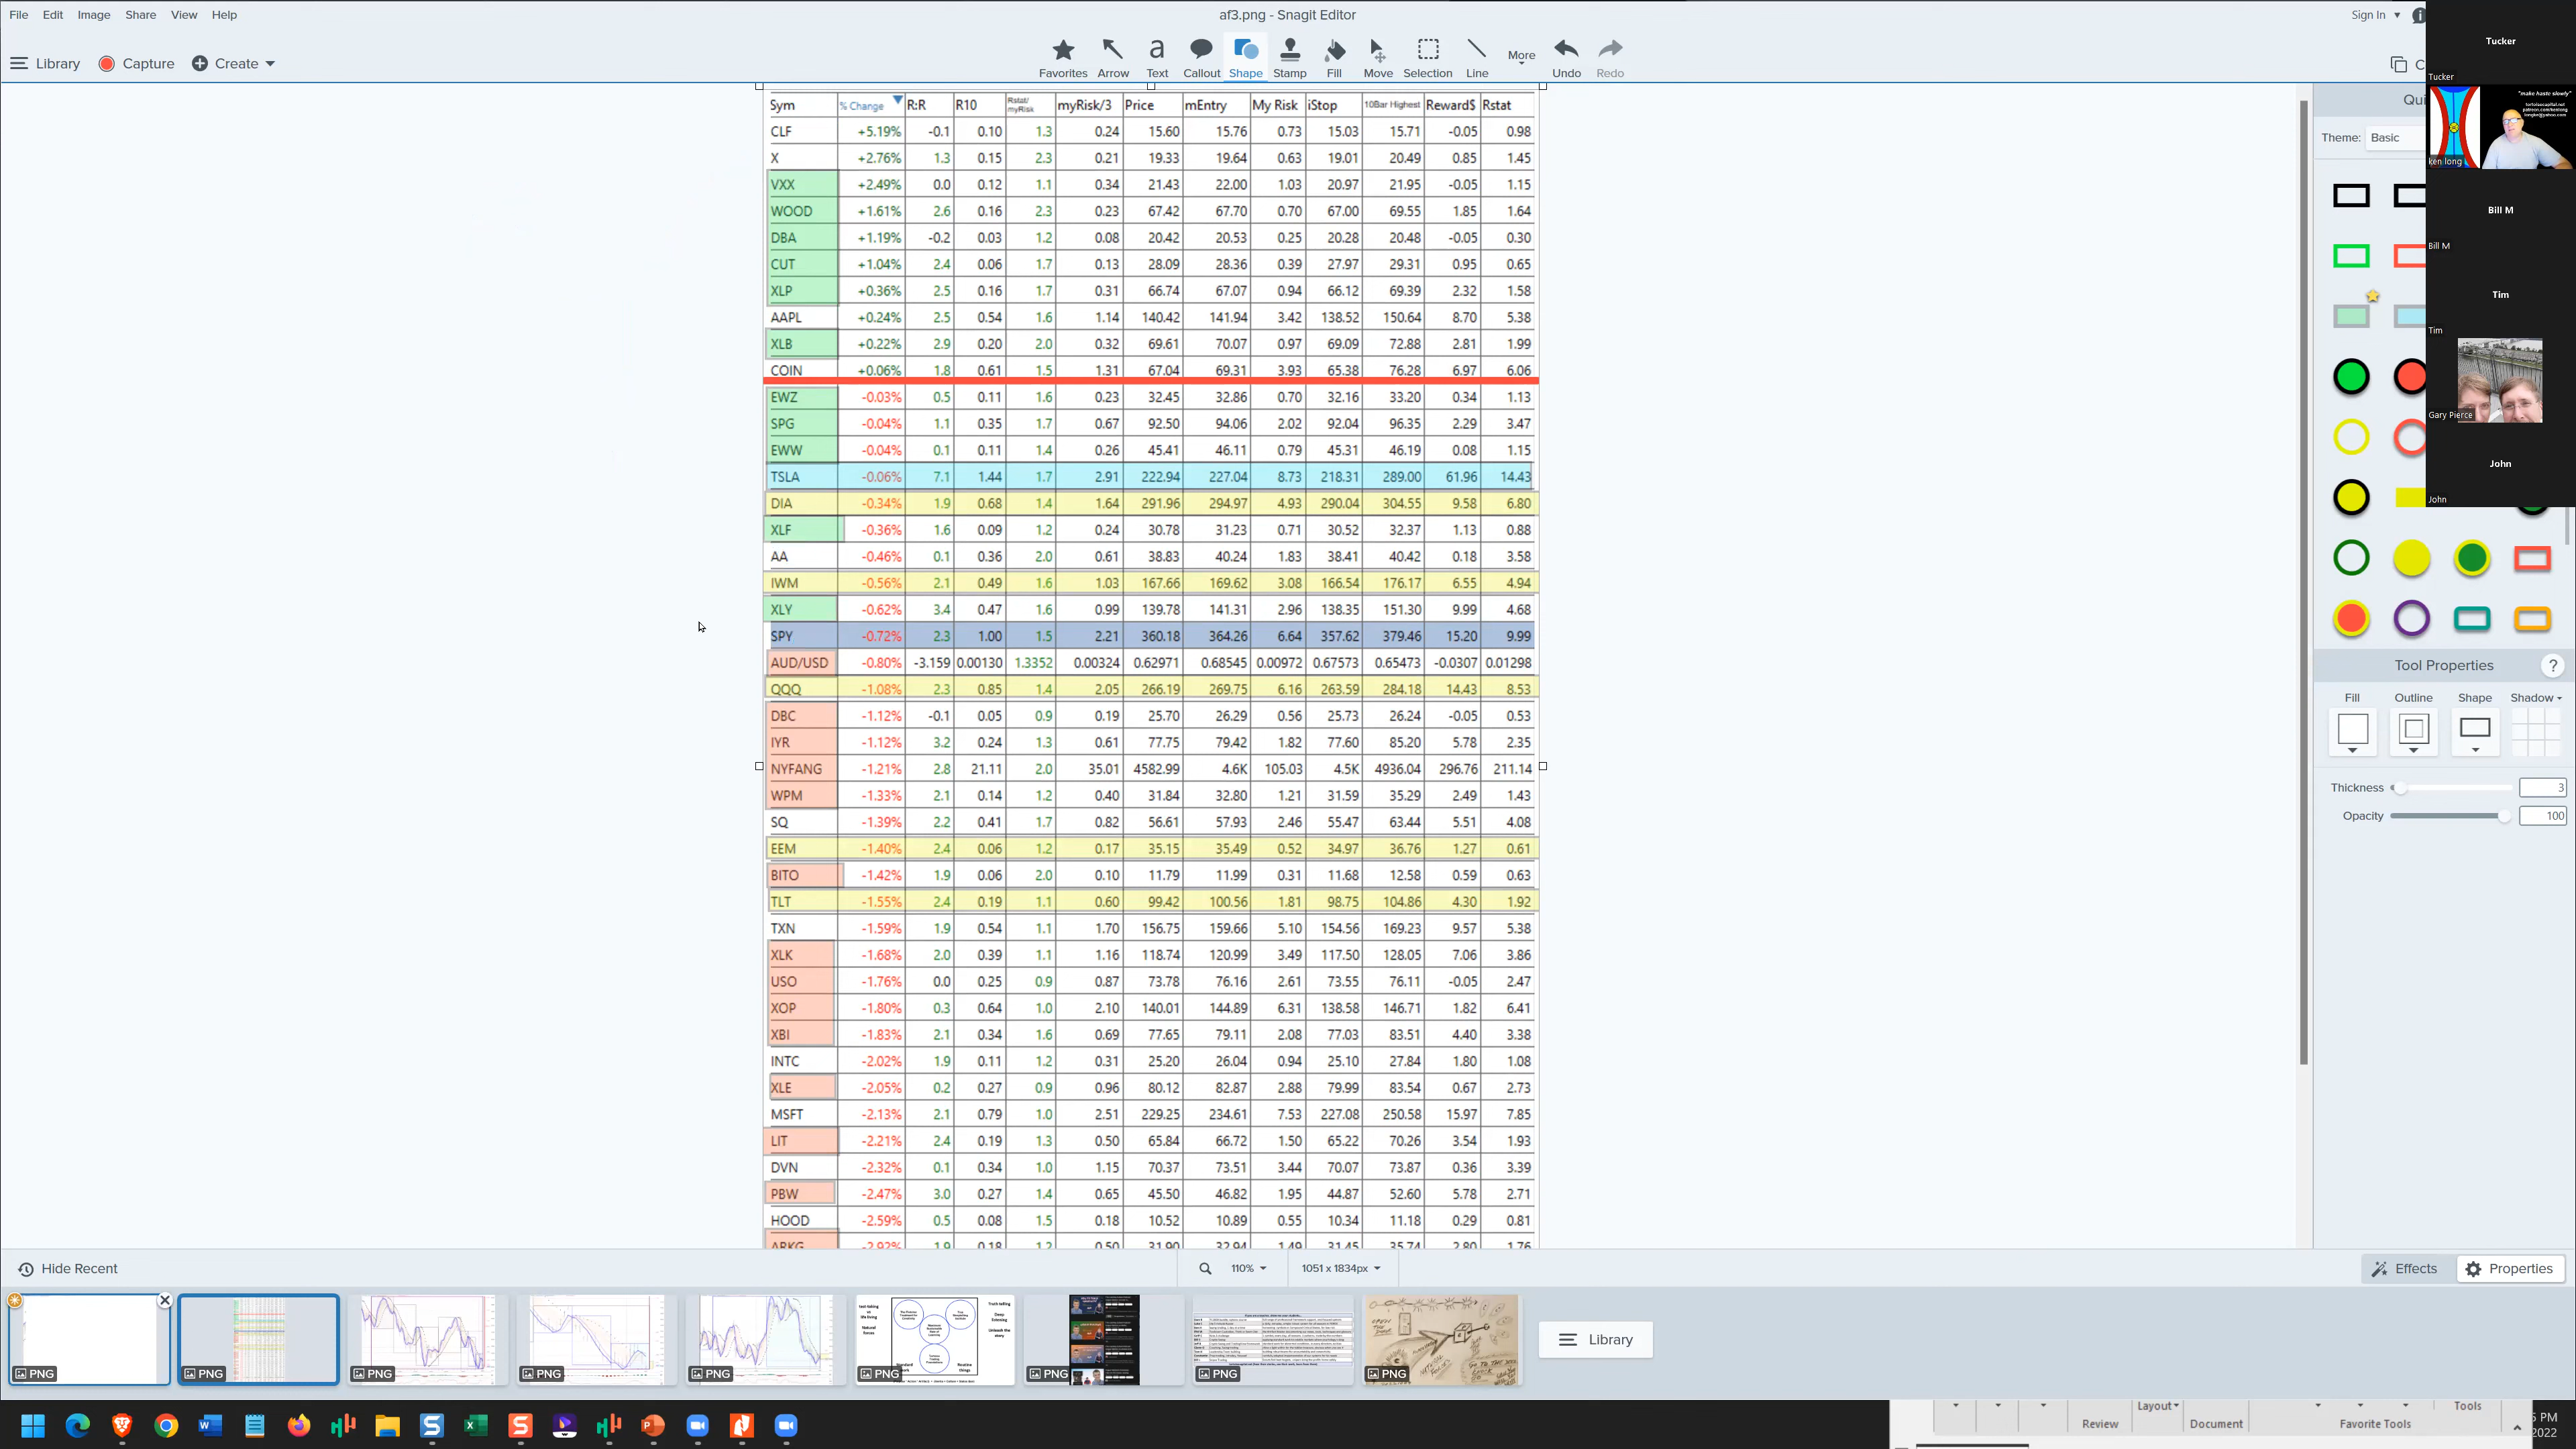 File Edit Image Share View Help
af3.png - Snagit Editor
Sign In
Library Capture Create
Favorites Arrow Text Callout Shape Stamp Fill Move Selection Line More Undo Redo
Sym % Change R:R R10 Rstat/myRisk myRisk/3 Price mEntry My Risk iStop 10Bar Highest Reward$ Rstat
CLF +5.19% -0.1 0.10 1.3 0.24 15.60 15.76 0.73 15.03 15.71 -0.05 0.98
X +2.76% 1.3 0.15 2.3 0.21 19.33 19.64 0.63 19.01 20.49 0.85 1.45
VXX +2.49% 0.0 0.12 1.1 0.34 21.43 22.00 1.03 20.97 21.95 -0.05 1.15
WOOD +1.61% 2.6 0.16 2.3 0.23 67.42 67.70 0.70 67.00 69.55 1.85 1.64
DBA +1.19% -0.2 0.03 1.2 0.08 20.42 20.53 0.25 20.28 20.48 -0.05 0.30
CUT +1.04% 2.4 0.06 1.7 0.13 28.09 28.36 0.39 27.97 29.31 0.95 0.65
XLP +0.36% 2.5 0.16 1.7 0.31 66.74 67.07 0.94 66.12 69.39 2.32 1.58
AAPL +0.24% 2.5 0.54 1.6 1.14 140.42 141.94 3.42 138.52 150.64 8.70 5.38
XLB +0.22% 2.9 0.20 2.0 0.32 69.61 70.07 0.97 69.09 72.88 2.81 1.99
COIN +0.06% 1.8 0.61 1.5 1.31 67.04 69.31 3.93 65.38 76.28 6.97 6.06
EWZ -0.03% 0.5 0.11 1.6 0.23 32.45 32.86 0.70 32.16 33.20 0.34 1.13
SPG -0.04% 1.1 0.35 1.7 0.67 92.50 94.06 2.02 92.04 96.35 2.29 3.47
EWW -0.04% 0.1 0.11 1.4 0.26 45.41 46.11 0.79 45.31 46.19 0.08 1.15
TSLA -0.06% 7.1 1.44 1.7 2.91 222.94 227.04 8.73 218.31 289.00 61.96 14.43
DIA -0.34% 1.9 0.68 1.4 1.64 291.96 294.97 4.93 290.04 304.55 9.58 6.80
XLF -0.36% 1.6 0.09 1.2 0.24 30.78 31.23 0.71 30.52 32.37 1.13 0.88
AA -0.46% 0.1 0.36 2.0 0.61 38.83 40.24 1.83 38.41 40.42 0.18 3.58
IWM -0.56% 2.1 0.49 1.6 1.03 167.66 169.62 3.08 166.54 176.17 6.55 4.94
XLY -0.62% 3.4 0.47 1.6 0.99 139.78 141.31 2.96 138.35 151.30 9.99 4.68
SPY -0.72% 2.3 1.00 1.5 2.21 360.18 364.26 6.64 357.62 379.46 15.20 9.99
AUD/USD -0.80% -3.159 0.00130 1.3352 0.00324 0.62971 0.68545 0.00972 0.67573 0.65473 -0.0307 0.01298
QQQ -1.08% 2.3 0.85 1.4 2.05 266.19 269.75 6.16 263.59 284.18 14.43 8.53
DBC -1.12% -0.1 0.05 0.9 0.19 25.70 26.29 0.56 25.73 26.24 -0.05 0.53
IYR -1.12% 3.2 0.24 1.3 0.61 77.75 79.42 1.82 77.60 85.20 5.78 2.35
NYFANG -1.21% 2.8 21.11 2.0 35.01 4582.99 4.6K 105.03 4.5K 4936.04 296.76 211.14
WPM -1.33% 2.1 0.14 1.2 0.40 31.84 32.80 1.21 31.59 35.29 2.49 1.43
SQ -1.39% 2.2 0.41 1.7 0.82 56.61 57.93 2.46 55.47 63.44 5.51 4.08
EEM -1.40% 2.4 0.06 1.2 0.17 35.15 35.49 0.52 34.97 36.76 1.27 0.61
BITO -1.42% 1.9 0.06 2.0 0.10 11.79 11.99 0.31 11.68 12.58 0.59 0.63
TLT -1.55% 2.4 0.19 1.1 0.60 99.42 100.56 1.81 98.75 104.86 4.30 1.92
TXN -1.59% 1.9 0.54 1.1 1.70 156.75 159.66 5.10 154.56 169.23 9.57 5.38
XLK -1.68% 2.0 0.39 1.1 1.16 118.74 120.99 3.49 117.50 128.05 7.06 3.86
USO -1.76% 0.0 0.25 0.9 0.87 73.78 76.16 2.61 73.55 76.11 -0.05 2.47
XOP -1.80% 0.3 0.64 1.0 2.10 140.01 144.89 6.31 138.58 146.71 1.82 6.41
XBI -1.83% 2.1 0.34 1.6 0.69 77.65 79.11 2.08 77.03 83.51 4.40 3.38
INTC -2.02% 1.9 0.11 1.2 0.31 25.20 26.04 0.94 25.10 27.84 1.80 1.08
XLE -2.05% 0.2 0.27 0.9 0.96 80.12 82.87 2.88 79.99 83.54 0.67 2.73
MSFT -2.13% 2.1 0.79 1.0 2.51 229.25 234.61 7.53 227.08 250.58 15.97 7.85
LIT -2.21% 2.4 0.19 1.3 0.50 65.84 66.72 1.50 65.22 70.26 3.54 1.93
DVN -2.32% 0.1 0.34 1.0 1.15 70.37 73.51 3.44 70.07 73.87 0.36 3.39
PBW -2.47% 3.0 0.27 1.4 0.65 45.50 46.82 1.95 44.87 52.60 5.78 2.71
HOOD -2.59% 0.5 0.08 1.5 0.18 10.52 10.89 0.55 10.34 11.18 0.29 0.81
ARKG -2.92% 1.9 0.18 1.2 0.50 31.90 32.94 1.49 31.45 35.74 2.80 1.76
Tucker
Tucker
"make haste slowly"
ken long
Bill M
Bill M
Tim
Tim
Gary Pierce
John
John
Theme: Basic
Tool Properties ?
Fill Outline Shape Shadow
Thickness 3
Opacity 100
Hide Recent
110% 1051 x 1834px
Effects Properties
PNG PNG PNG PNG PNG PNG PNG PNG PNG
Library
Layout Tools
Review Document Favorite Tools
PM
2022